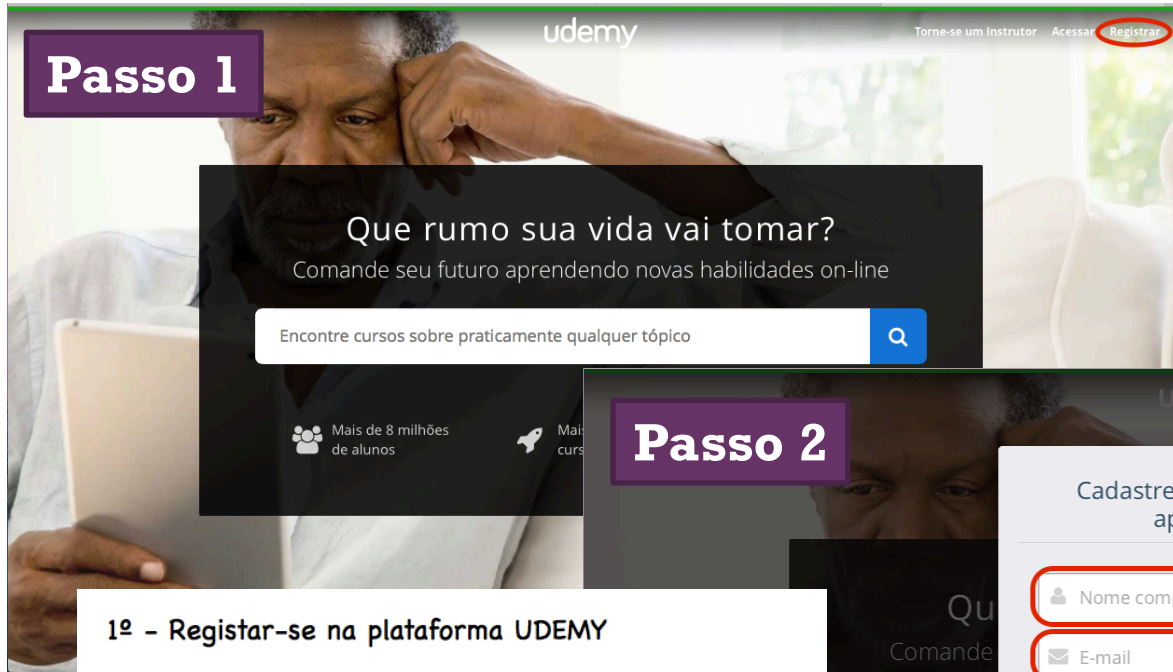 udemy
Torne-se um Instrutor Acessar Registrar
Passo 1
Que rumo sua vida vai tomar?
Comande seu futuro aprendendo novas habilidades on-line
Encontre cursos sobre praticamente qualquer tópico
Mais de 8 milhões
de alunos
Passo 2
Cadastre
Comande
E-mail
Nome
1º - Registar-se na plataforma UDEMY